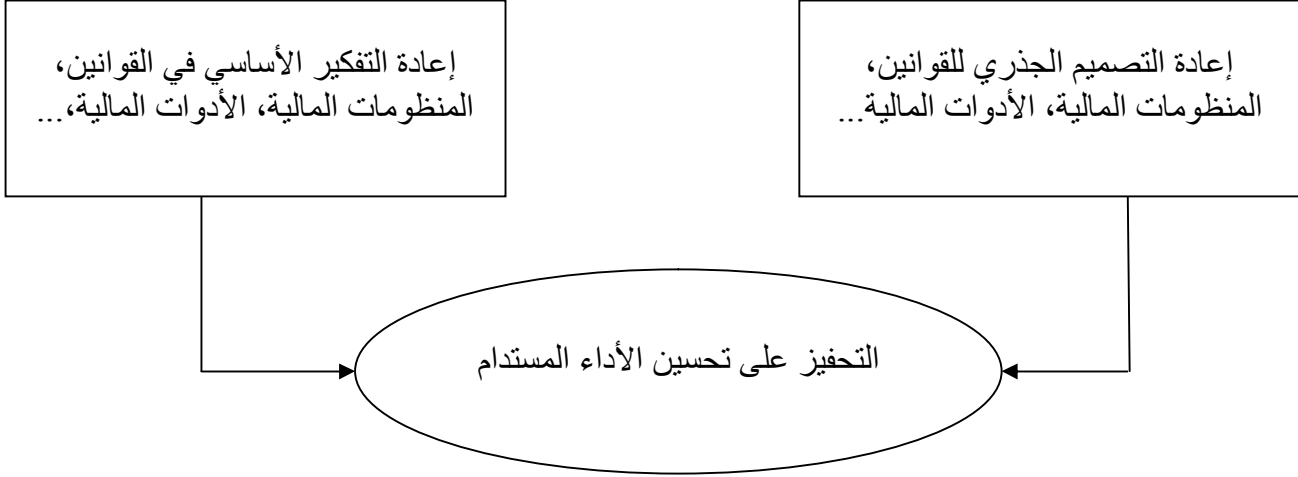 إعادة التصميم الجذري للقوانين،
المنظومات المالية، الأدوات المالية...
إعادة التفكير الأساسي في القوانين،
المنظومات المالية، الأدوات المالية،...
التحفيز على تحسين الأداء المستدام